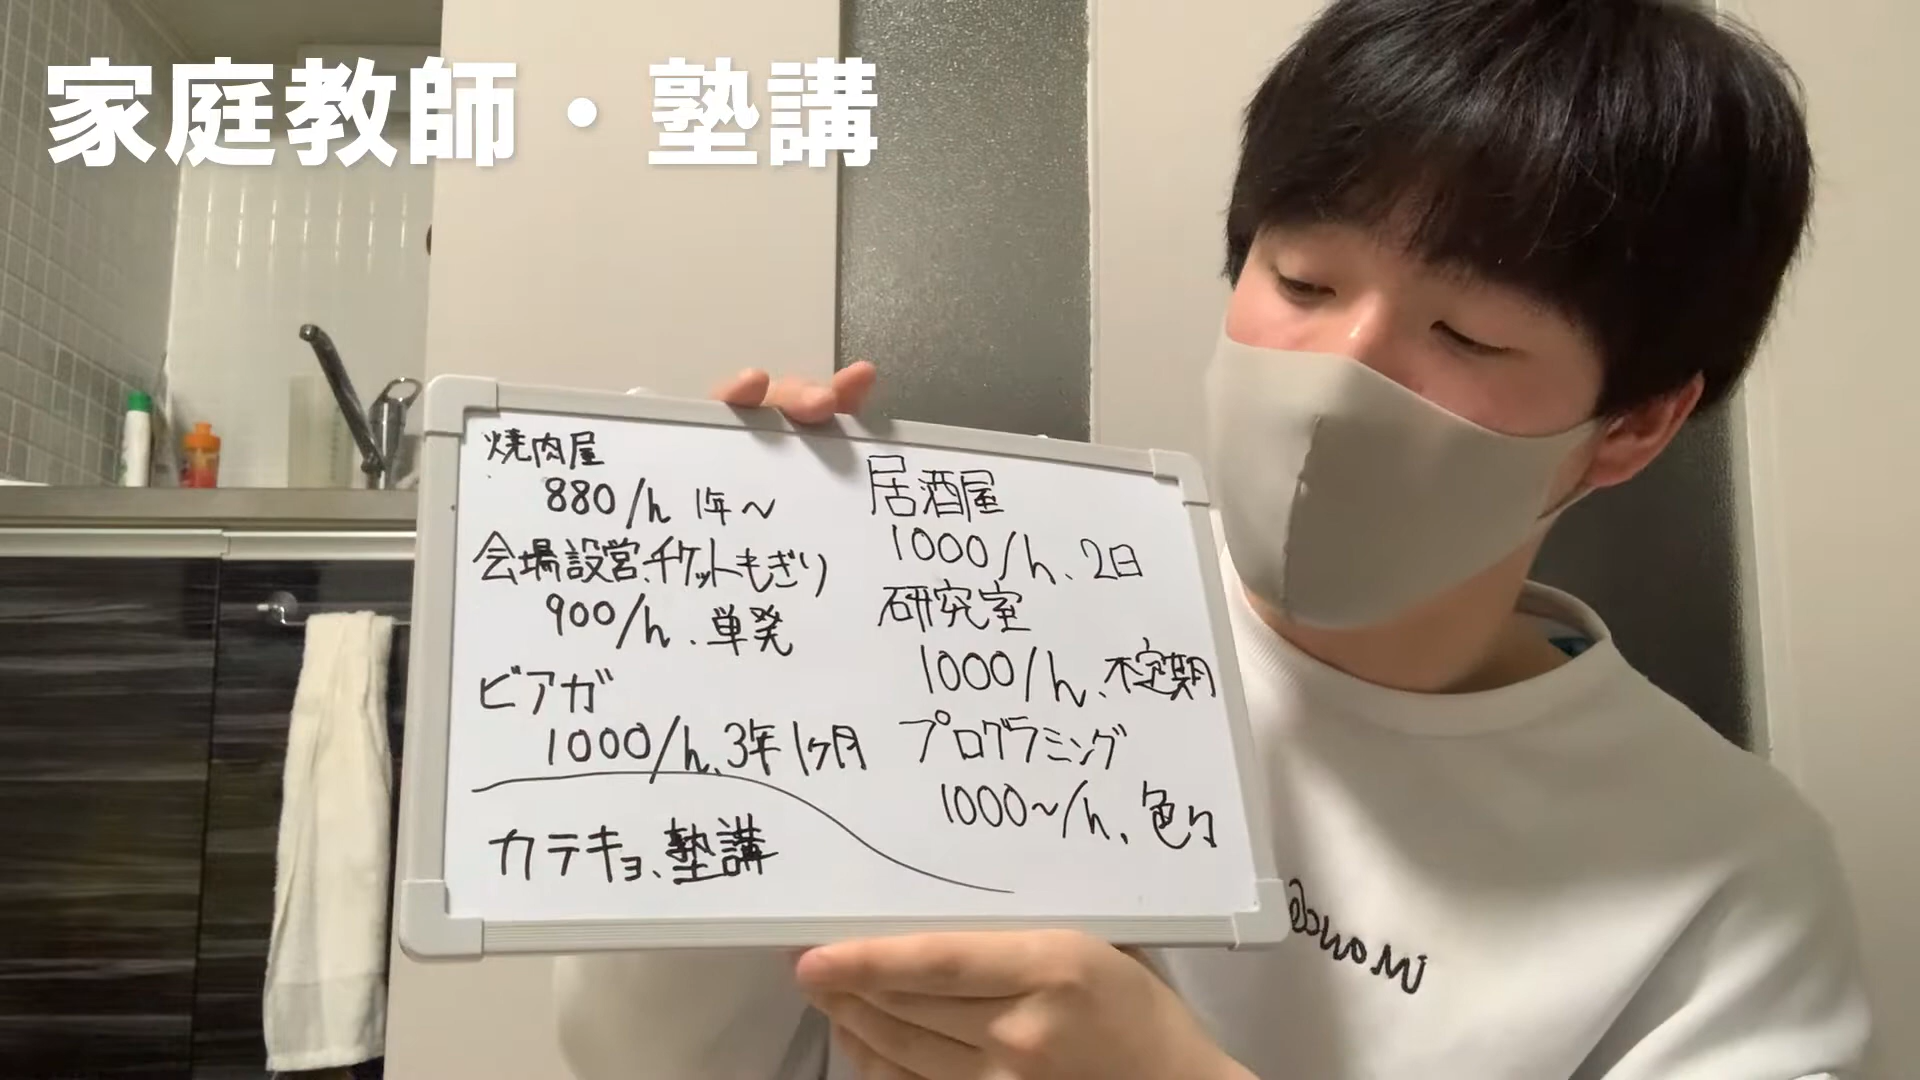 家庭教師・塾講
焼肉屋
880/h 1年〜
会場設営、チケットもぎり
900/h、単発
ビアガ
1000/h、3年1ヶ月
カテキョ、塾講
居酒屋
1000/h、2日
研究室
1000/h、不定期
プログラミング
1000〜/h、色々